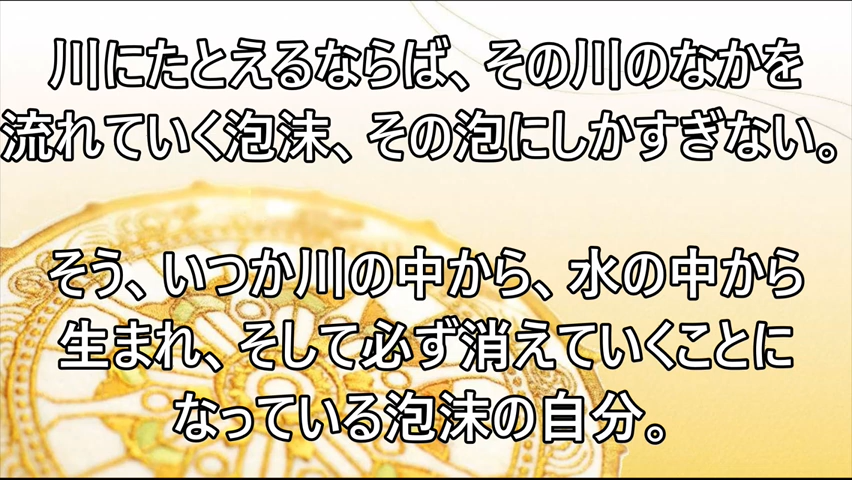 川にたとえるならば、その川のなかを
流れていく泡沫、その泡にしかすぎない。
そう、いつか川の中から、水の中から
生まれ、そして必ず消えていくことに
なっている泡沫の自分。